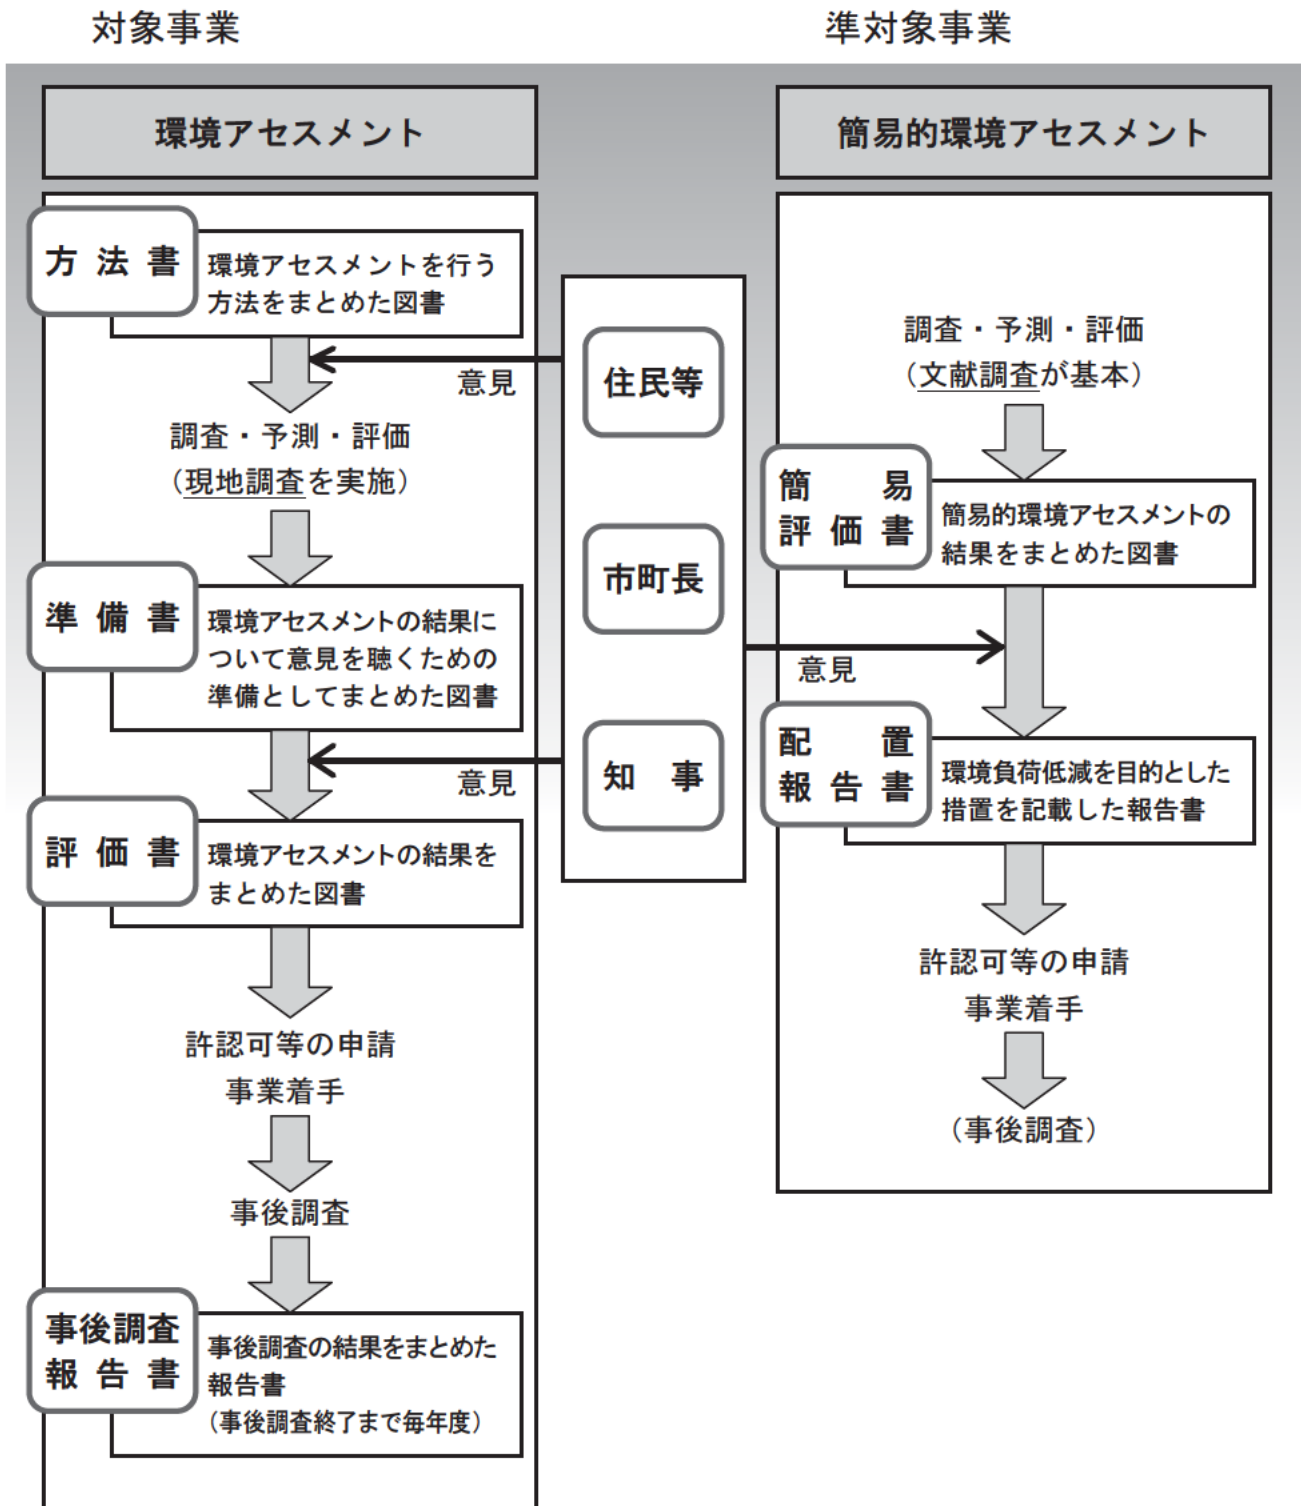 対象事業
環境アセスメント
方法書
環境アセスメントを行う
方法をまとめた図書
意見
調査・予測・評価
(現地調査を実施)
準備書
環境アセスメントの結果に
ついて意見を聴くための
準備としてまとめた図書
意見
評価書
環境アセスメントの結果を
まとめた図書
許認可等の申請
事業着手
事後調査
事後調査
報告書
事後調査の結果をまとめた
報告書
(事後調査終了まで毎年度)
住民等
市町長
知事
準対象事業
簡易的環境アセスメント
調査・予測・評価
(文献調査が基本)
簡易
評価書
簡易的環境アセスメントの
結果をまとめた図書
意見
配置
報告書
環境負荷低減を目的とした
措置を記載した報告書
許認可等の申請
事業着手
(事後調査)